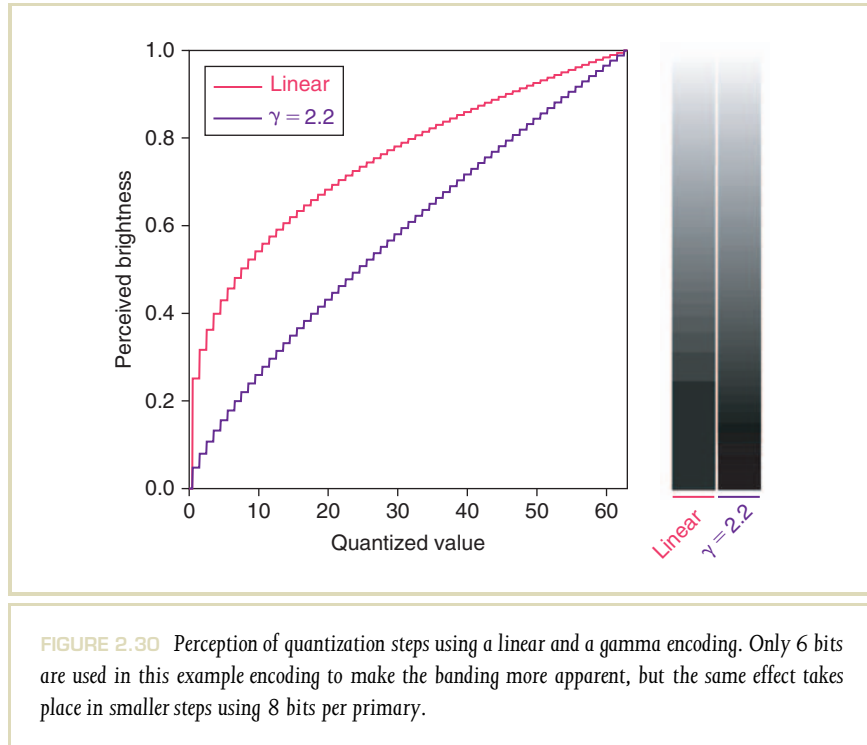 1.0
0.8
0.6
0.4
0.2
0.0
Perceived brightness
Linear
γ = 2.2
0 10 20 30 40 50 60
Quantized value
Linear
γ = 2.2
FIGURE 2.30 Perception of quantization steps using a linear and a gamma encoding. Only 6 bits
are used in this example encoding to make the banding more apparent, but the same effect takes
place in smaller steps using 8 bits per primary.